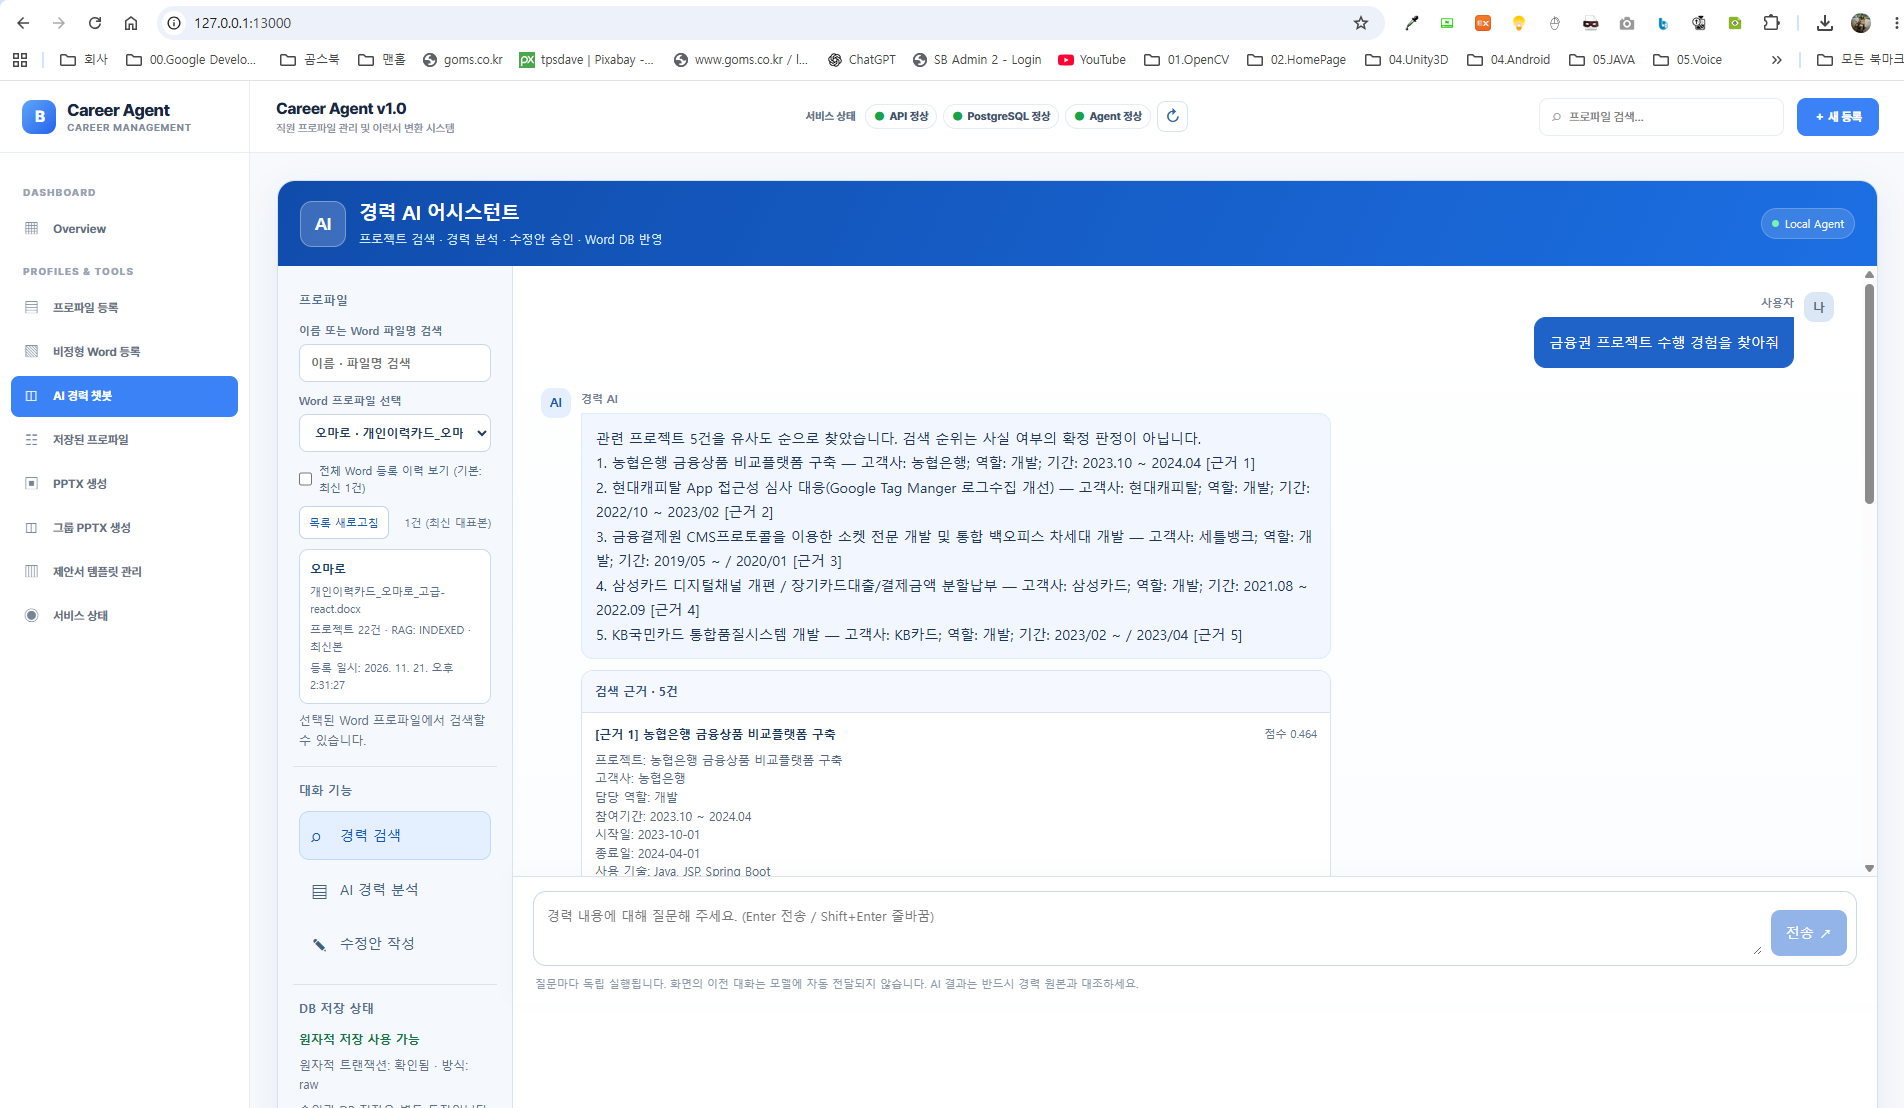 127.0.0.1:13000
회사
00.Google Develo...
곰스북
맨홀
goms.co.kr
tpsdave | Pixabay -...
www.goms.co.kr / l...
ChatGPT
SB Admin 2 - Login
YouTube
01.OpenCV
02.HomePage
04.Unity3D
04.Android
05.JAVA
05.Voice
모든 북마크
B
Career Agent
CAREER MANAGEMENT
Career Agent v1.0
직원 프로파일 관리 및 이력서 변환 시스템
서비스 상태
API 정상
PostgreSQL 정상
Agent 정상
프로파일 검색...
+ 새 등록
DASHBOARD
Overview
PROFILES & TOOLS
프로파일 등록
비정형 Word 등록
AI 경력 챗봇
저장된 프로파일
PPTX 생성
그룹 PPTX 생성
제안서 템플릿 관리
서비스 상태
AI
경력 AI 어시스턴트
프로젝트 검색 · 경력 분석 · 수정안 승인 · Word DB 반영
Local Agent
프로파일
이름 또는 Word 파일명 검색
이름 · 파일명 검색
Word 프로파일 선택
오마로 · 개인이력카드_오마
전체 Word 등록 이력 보기 (기본:
최신 1건)
목록 새로고침
1건 (최신 대표본)
오마로
개인이력카드_오마로_고급-
react.docx
프로젝트 22건 · RAG: INDEXED ·
최신본
등록 일시: 2026. 11. 21. 오후
2:31:27
선택된 Word 프로파일에서 검색할
수 있습니다.
대화 기능
경력 검색
AI 경력 분석
수정안 작성
DB 저장 상태
원자적 저장 사용 가능
원자적 트랜잭션: 확인됨 · 방식:
raw
사용자
나
금융권 프로젝트 수행 경험을 찾아줘
AI
경력 AI
관련 프로젝트 5건을 유사도 순으로 찾았습니다. 검색 순위는 사실 여부의 확정 판정이 아닙니다.
1. 농협은행 금융상품 비교플랫폼 구축 — 고객사: 농협은행; 역할: 개발; 기간: 2023.10 ~ 2024.04 [근거 1]
2. 현대캐피탈 App 접근성 심사 대응(Google Tag Manger 로그수집 개선) — 고객사: 현대캐피탈; 역할: 개발; 기간:
2022/10 ~ 2023/02 [근거 2]
3. 금융결제원 CMS프로토콜을 이용한 소켓 전문 개발 및 통합 백오피스 차세대 개발 — 고객사: 세틀뱅크; 역할: 개
발; 기간: 2019/05 ~ / 2020/01 [근거 3]
4. 삼성카드 디지털채널 개편 / 장기카드대출/결제금액 분할납부 — 고객사: 삼성카드; 역할: 개발; 기간: 2021.08 ~
2022.09 [근거 4]
5. KB국민카드 통합품질시스템 개발 — 고객사: KB카드; 역할: 개발; 기간: 2023/02 ~ / 2023/04 [근거 5]
검색 근거 · 5건
[근거 1] 농협은행 금융상품 비교플랫폼 구축
점수 0.464
프로젝트: 농협은행 금융상품 비교플랫폼 구축
고객사: 농협은행
담당 역할: 개발
참여기간: 2023.10 ~ 2024.04
시작일: 2023-10-01
종료일: 2024-04-01
사용 기술: Java, JSP, Spring Boot
경력 내용에 대해 질문해 주세요. (Enter 전송 / Shift+Enter 줄바꿈)
전송 ↗
질문마다 독립 실행됩니다. 화면의 이전 대화는 모델에 자동 전달되지 않습니다. AI 결과는 반드시 경력 원본과 대조하세요.